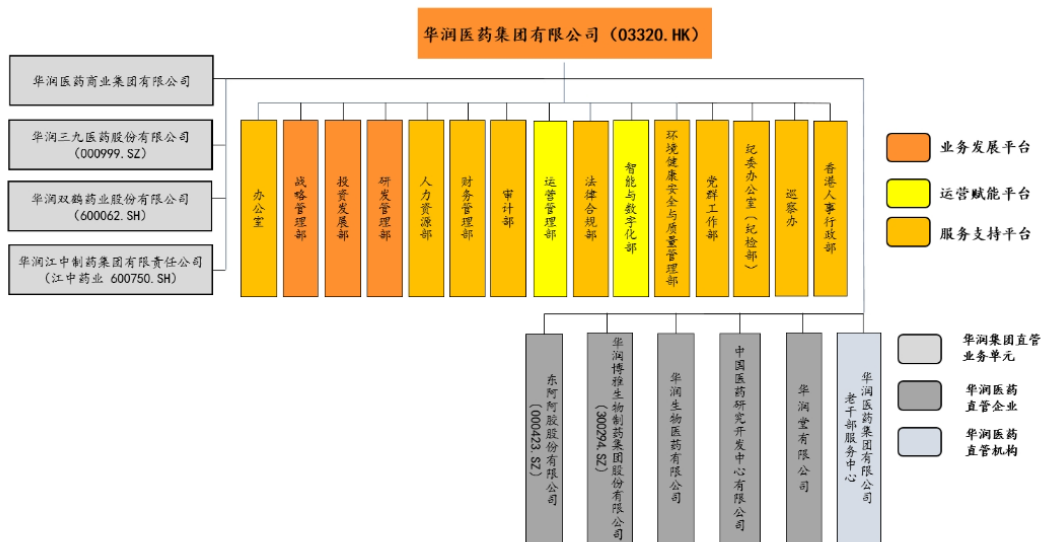 华润医药集团有限公司（03320.HK）
华润医药商业集团有限公司
华润三九医药股份有限公司
（000999.SZ）
华润双鹤药业股份有限公司
（600062.SH）
华润江中制药集团有限责任公司
（江中药业 600750.SH）
办公室
战略管理部
投资发展部
研发管理部
人力资源部
财务管理部
审计部
运营管理部
法律合规部
智能与数字化部
环境健康安全与质量管理部
党群工作部
纪委办公室（纪检部）
巡察办
香港人事行政部
业务发展平台
运营赋能平台
服务支持平台
东阿阿胶股份有限公司
（000423.SZ）
华润博雅生物制药集团股份有限公司
（300294.SZ）
华润生物医药有限公司
中国医药研究开发中心有限公司
华润堂有限公司
华润医药集团有限公司
老干部服务中心
华润集团直管
业务单元
华润医药
直管企业
华润医药
直管机构